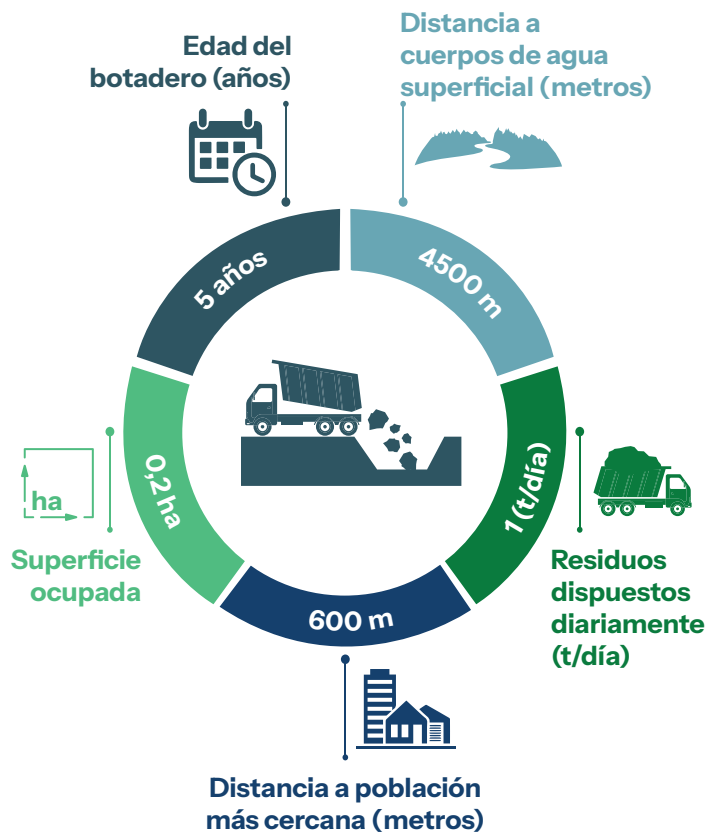 Edad del
botadero (años)
Distancia a
cuerpos de agua
superficial (metros)
5 años
4500 m
0,2 ha
1 (t/día)
600 m
ha
Superficie
ocupada
Residuos
dispuestos
diariamente
(t/día)
Distancia a población
más cercana (metros)